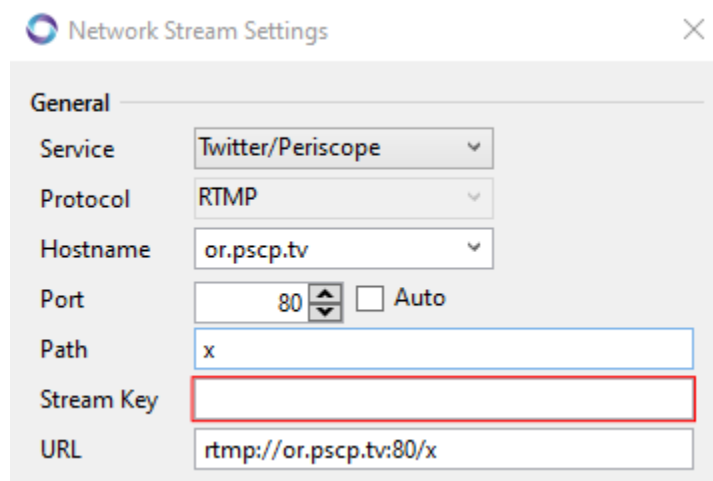 Network Stream Settings
General
Service Twitter/Periscope
Protocol RTMP
Hostname or.pscp.tv
Port 80 Auto
Path x
Stream Key
URL rtmp://or.pscp.tv:80/x